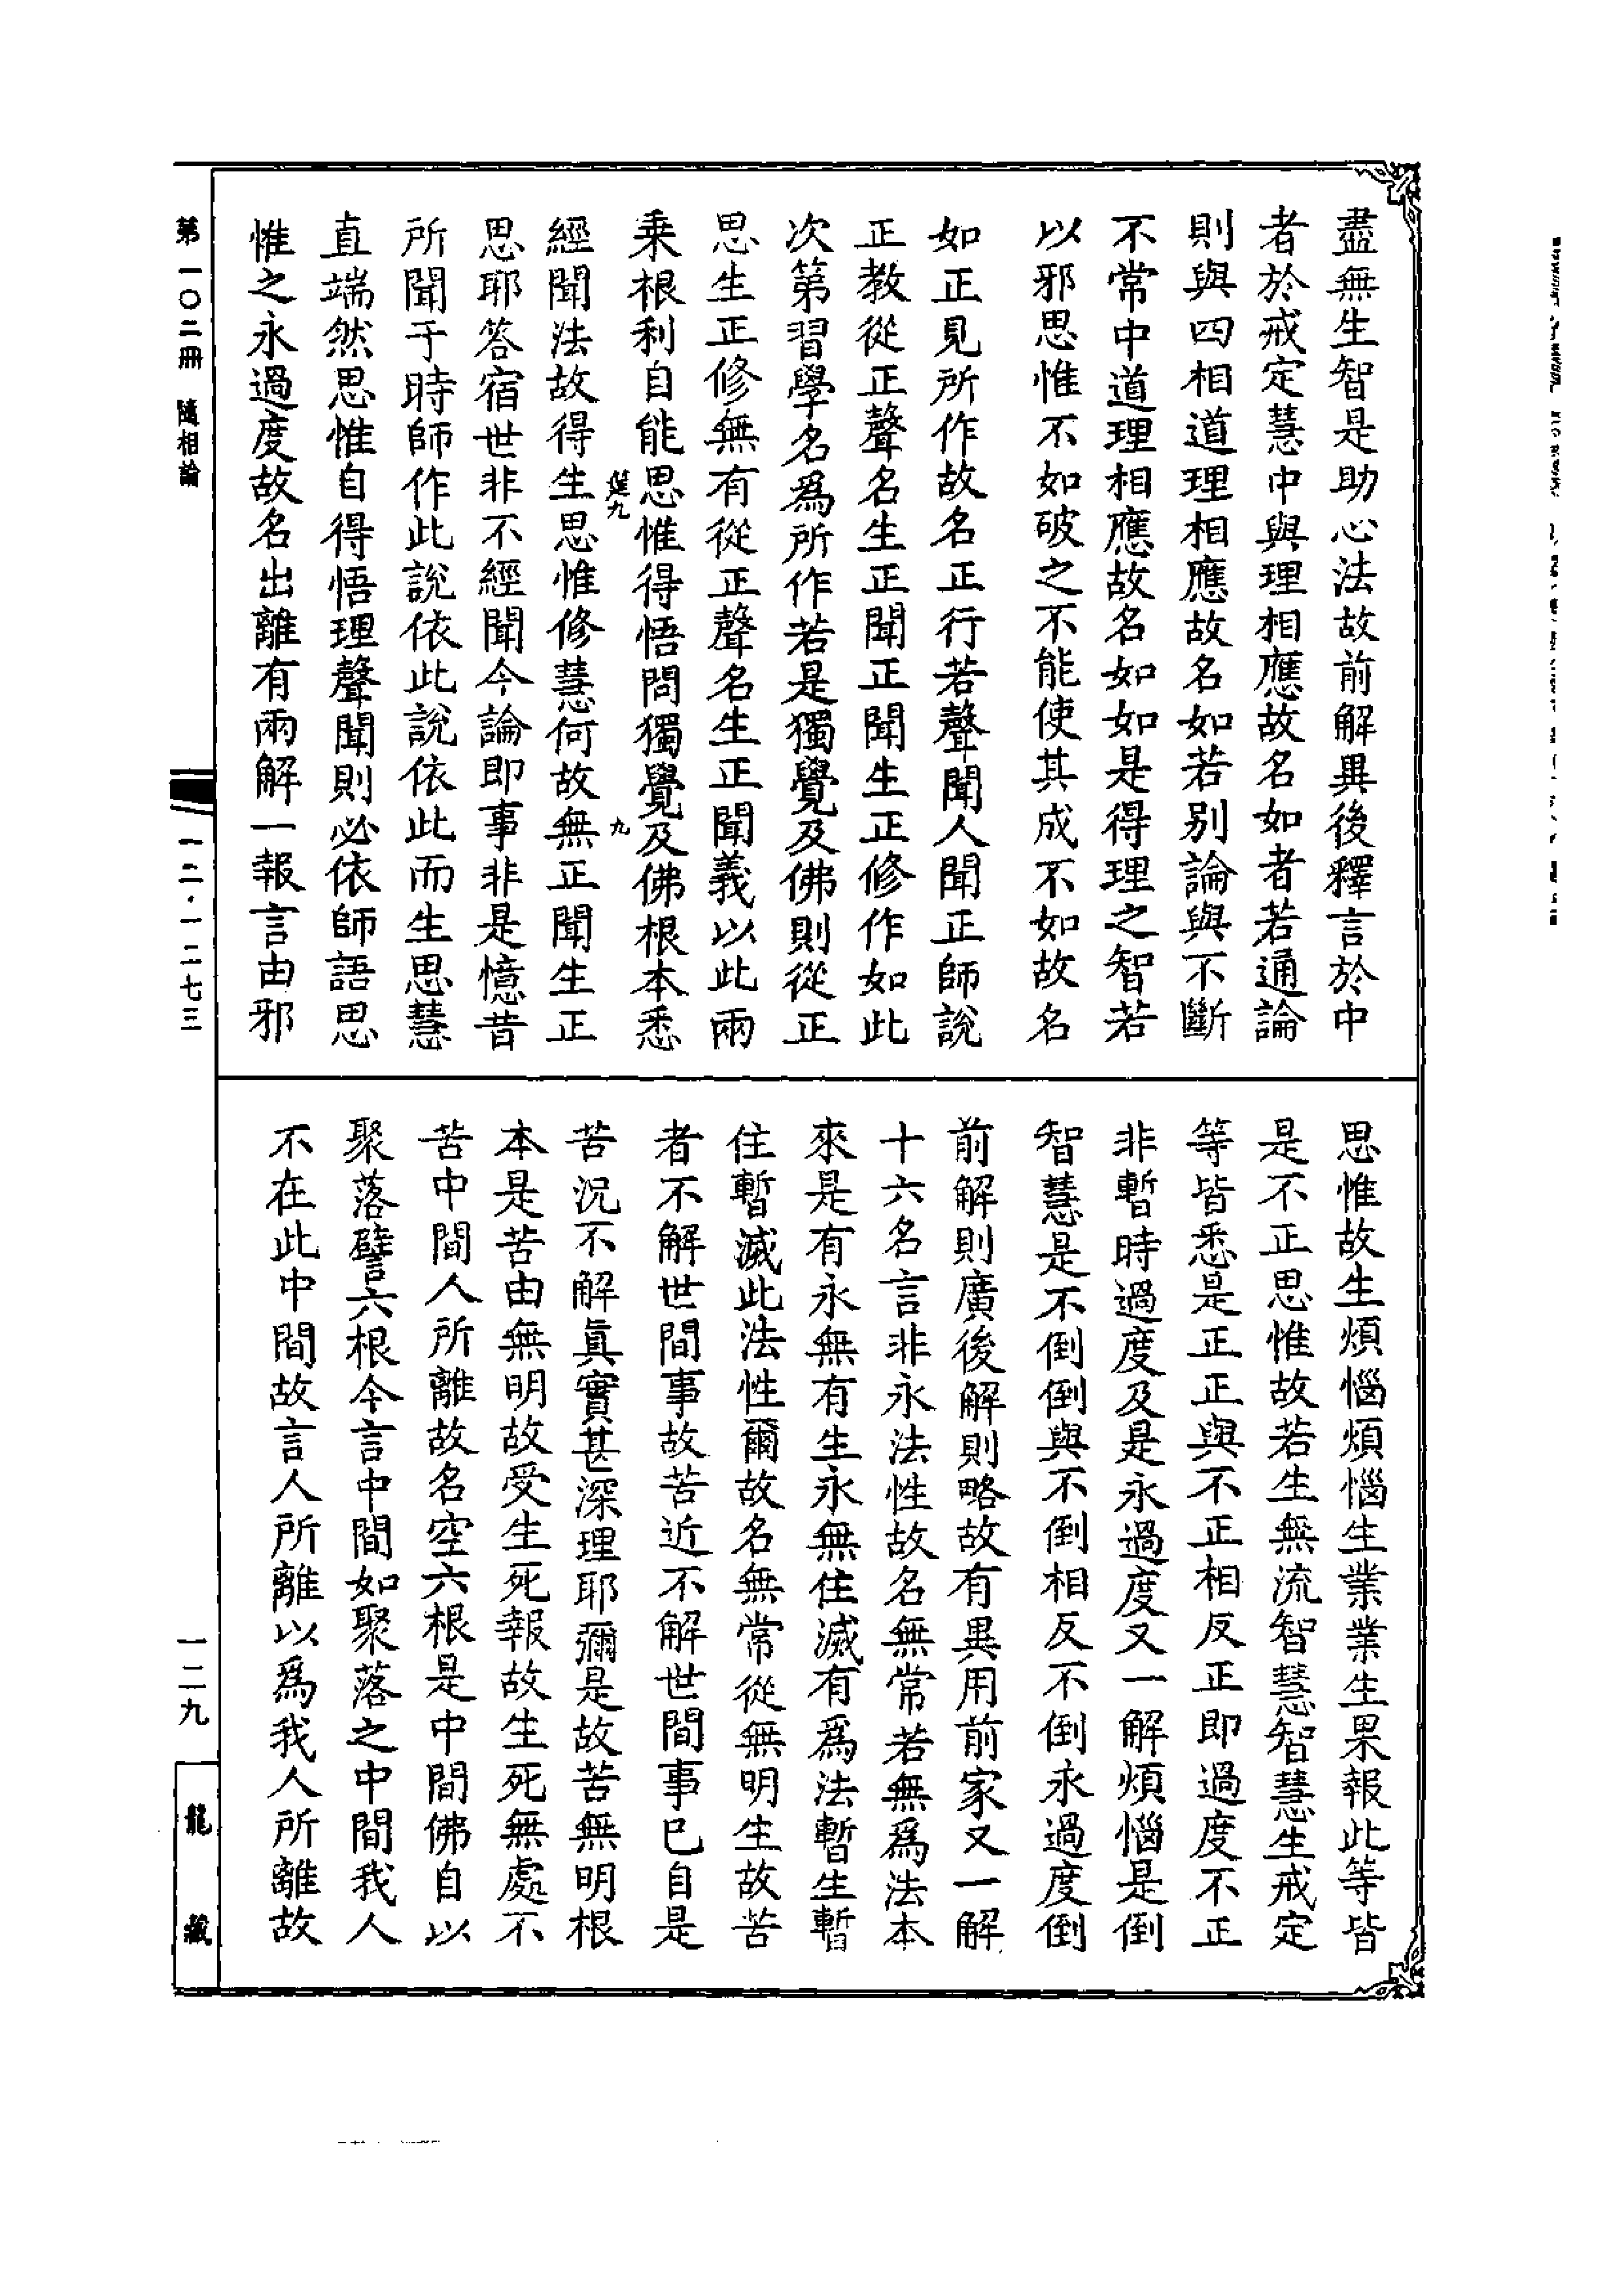 盡無生智是助心法故前解異後釋言於中
者於戒定慧中與理相應故名如者若通論
則與四相道理相應故名如若別論與不斷
不常中道理相應故名如如是得理之智若
以邪思惟不如破之不能使其成不如故名
如正見所作故名正行若聲聞人聞正師說
正教從正聲名生正聞正聞生正修作如此
次第習學名爲所作若是獨覺及佛則從正
思生正修無有從正聲名生正聞義以此兩
乗根利自能思惟得悟問獨覺及佛根本悉
九
經聞法故得生思惟修慧何故無正聞生正
思耶答宿世非不經聞今論即事非是憶昔
所聞于時師作此說依此說依此而生思慧
直端然思惟自得悟理聲聞則必依師語思
惟之永過度故名出離有兩解一報言由邪
思惟故生煩惱煩惱生業業生果報此等皆
是不正思惟故若生無流智慧智慧生戒定
等皆悉是正正與不正相反正即過度不正
非暫時過度及是永過度又一解煩惱是倒
智慧是不倒倒與不倒相反不倒永過度倒
前解則廣後解則略故有異用前家又一解
十六名言非永法性故名無常若無爲法本
來是有永無有生永無住滅有爲法暫生暫
住暫滅此法性爾故名無常從無明生故苦
者不解世間事故苦近不解世間事已自是
苦況不解眞實甚深理耶彌是故苦無明根
本是苦由無明故受生死報故生死無處不
苦中間人所離故名空六根是中間佛自以
聚落譬六根今言中間如聚落之中間我人
不在此中間故言人所離以爲我人所離故
第一〇二冊 隨相論
一二·一二七三
一二九
龍藏